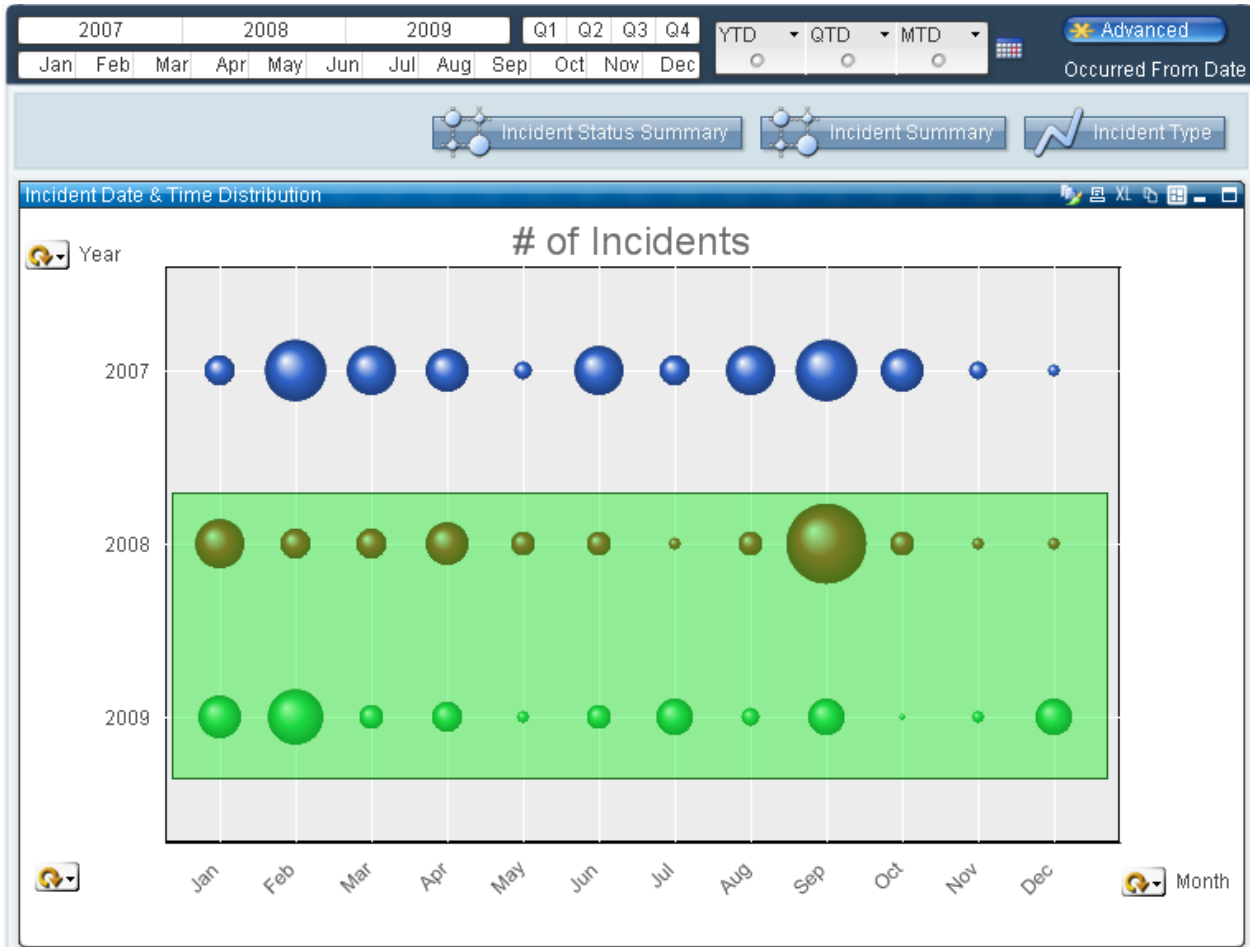 2007 2008 2009 Q1 Q2 Q3 Q4 YTD QTD MTD Advanced
Jan Feb Mar Apr May Jun Jul Aug Sep Oct Nov Dec Occurred From Date
Incident Status Summary Incident Summary Incident Type
Incident Date & Time Distribution XL
# of Incidents
Year
2007
2008
2009
Jan Feb Mar Apr May Jun Jul Aug Sep Oct Nov Dec
Month